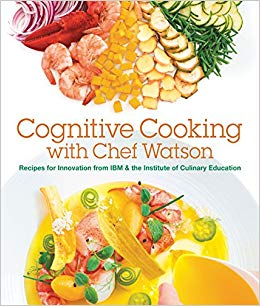 Cognitive Cooking
with Chef Watson
Recipes for Innovation from IBM & the Institute of Culinary Education